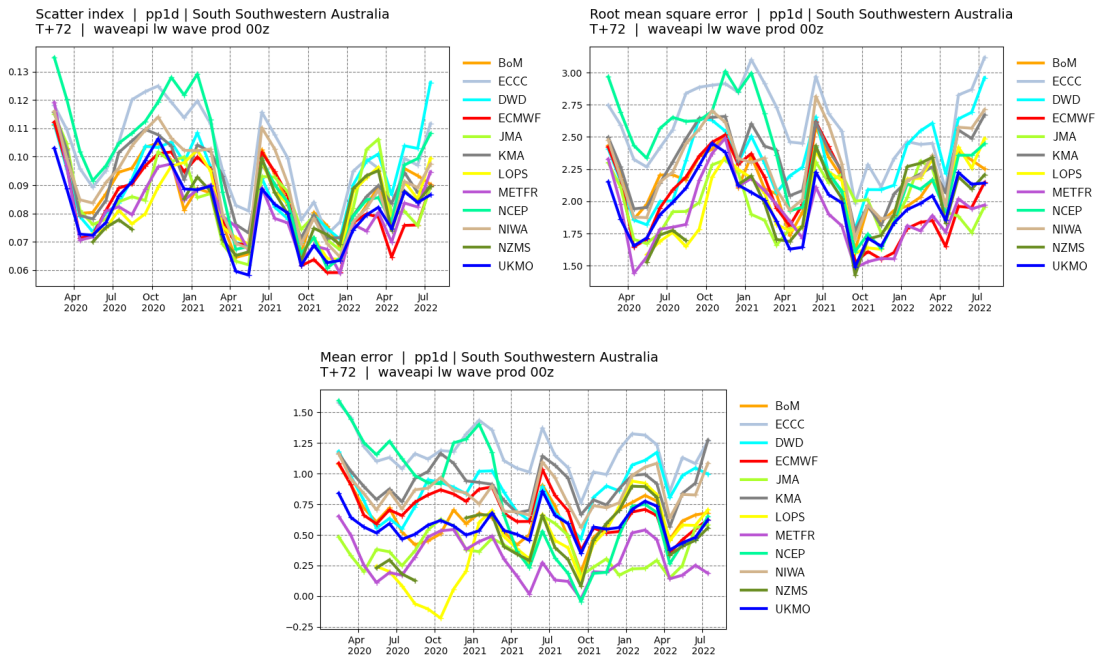 Scatter index | pp1d | South Southwestern Australia
T+72 | waveapi lw wave prod 00z
0.13
0.12
0.11
0.10
0.09
0.08
0.07
0.06
Apr Jul Oct Jan Apr Jul Oct Jan Apr Jul
2020 2020 2020 2021 2021 2021 2021 2022 2022 2022
BoM
ECCC
DWD
ECMWF
JMA
KMA
LOPS
METFR
NCEP
NIWA
NZMS
UKMO
Root mean square error | pp1d | South Southwestern Australia
T+72 | waveapi lw wave prod 00z
3.00
2.75
2.50
2.25
2.00
1.75
1.50
Apr Jul Oct Jan Apr Jul Oct Jan Apr Jul
2020 2020 2020 2021 2021 2021 2021 2022 2022 2022
BoM
ECCC
DWD
ECMWF
JMA
KMA
LOPS
METFR
NCEP
NIWA
NZMS
UKMO
Mean error | pp1d | South Southwestern Australia
T+72 | waveapi lw wave prod 00z
1.50
1.25
1.00
0.75
0.50
0.25
0.00
−0.25
Apr Jul Oct Jan Apr Jul Oct Jan Apr Jul
2020 2020 2020 2021 2021 2021 2021 2022 2022 2022
BoM
ECCC
DWD
ECMWF
JMA
KMA
LOPS
METFR
NCEP
NIWA
NZMS
UKMO